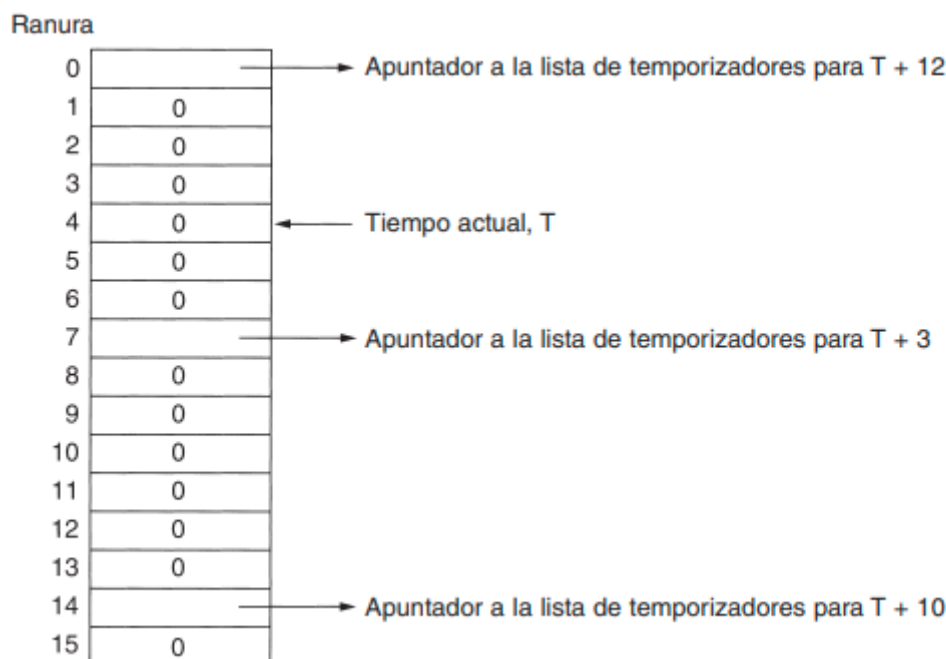 Ranura
0 Apuntador a la lista de temporizadores para T + 12
1 0
2 0
3 0
4 0 Tiempo actual, T
5 0
6 0
7 Apuntador a la lista de temporizadores para T + 3
8 0
9 0
10 0
11 0
12 0
13 0
14 Apuntador a la lista de temporizadores para T + 10
15 0